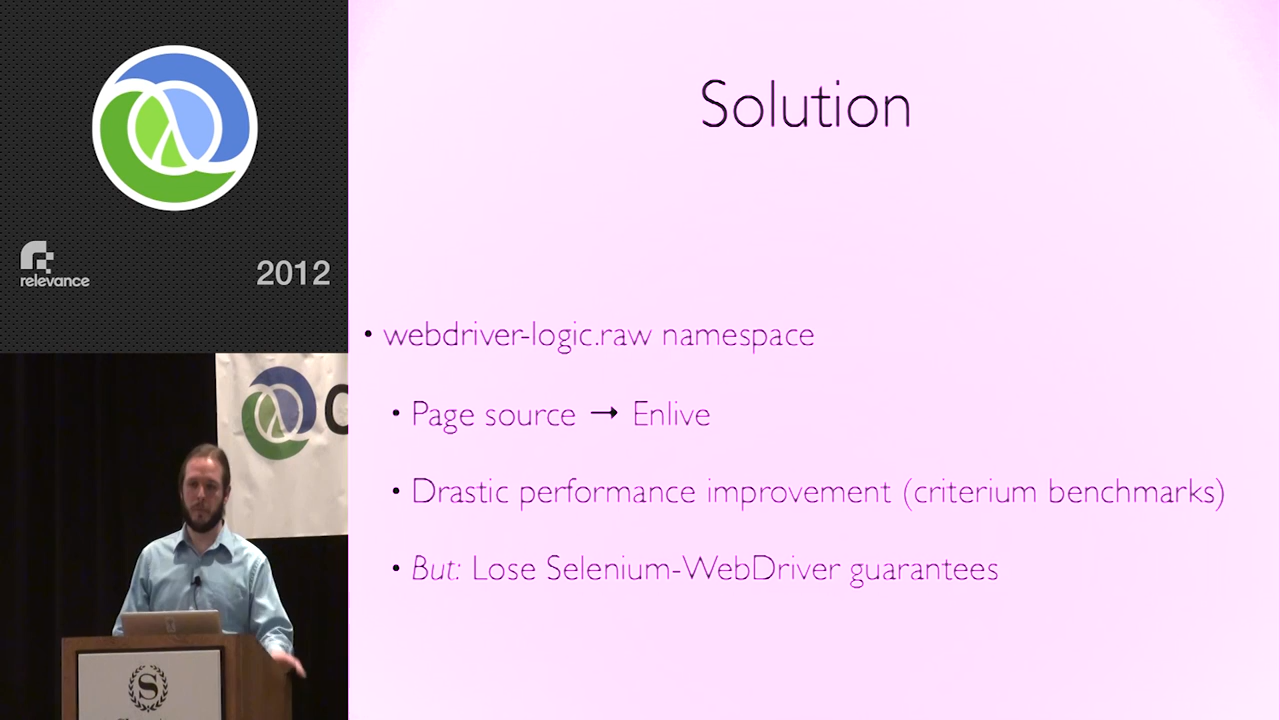 relevance
2012
Solution
• webdriver-logic.raw namespace
• Page source → Enlive
• Drastic performance improvement (criterium benchmarks)
• But: Lose Selenium-WebDriver guarantees
S